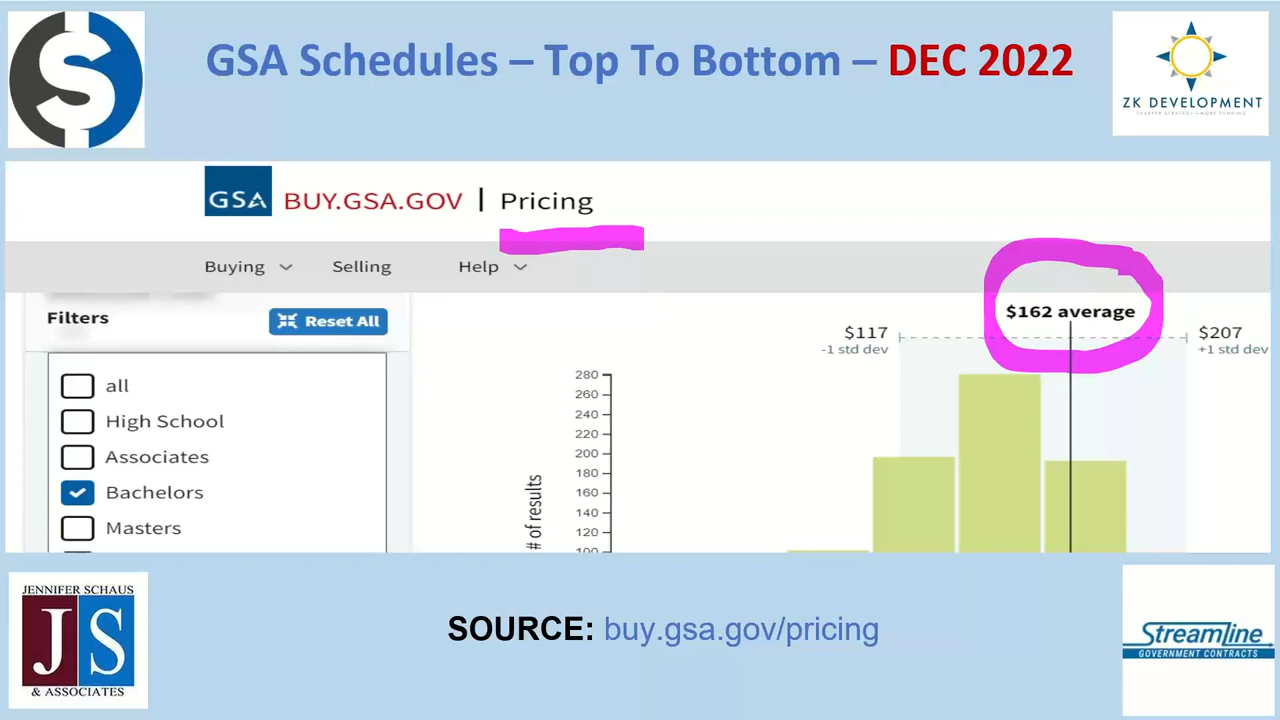 GSA Schedules – Top To Bottom – DEC 2022
S
ZK DEVELOPMENT
GSA BUY.GSA.GOV | Pricing
Buying Selling Help
Filters
Reset All
all
High School
Associates
Bachelors
Masters
$162 average
$117
-1 std dev
$207
+1 std dev
280
260
240
220
200
180
160
140
120
100
# of results
JENNIFER SCHAUS
JS
& ASSOCIATES
SOURCE: buy.gsa.gov/pricing
Streamline
GOVERNMENT CONTRACTS